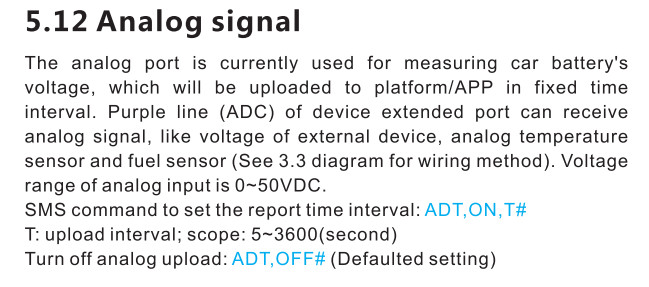 5.12 Analog signal
The analog port is currently used for measuring car battery's
voltage, which will be uploaded to platform/APP in fixed time
interval. Purple line (ADC) of device extended port can receive
analog signal, like voltage of external device, analog temperature
sensor and fuel sensor (See 3.3 diagram for wiring method). Voltage
range of analog input is 0~50VDC.
SMS command to set the report time interval: ADT,ON,T#
T: upload interval; scope: 5~3600(second)
Turn off analog upload: ADT,OFF# (Defaulted setting)